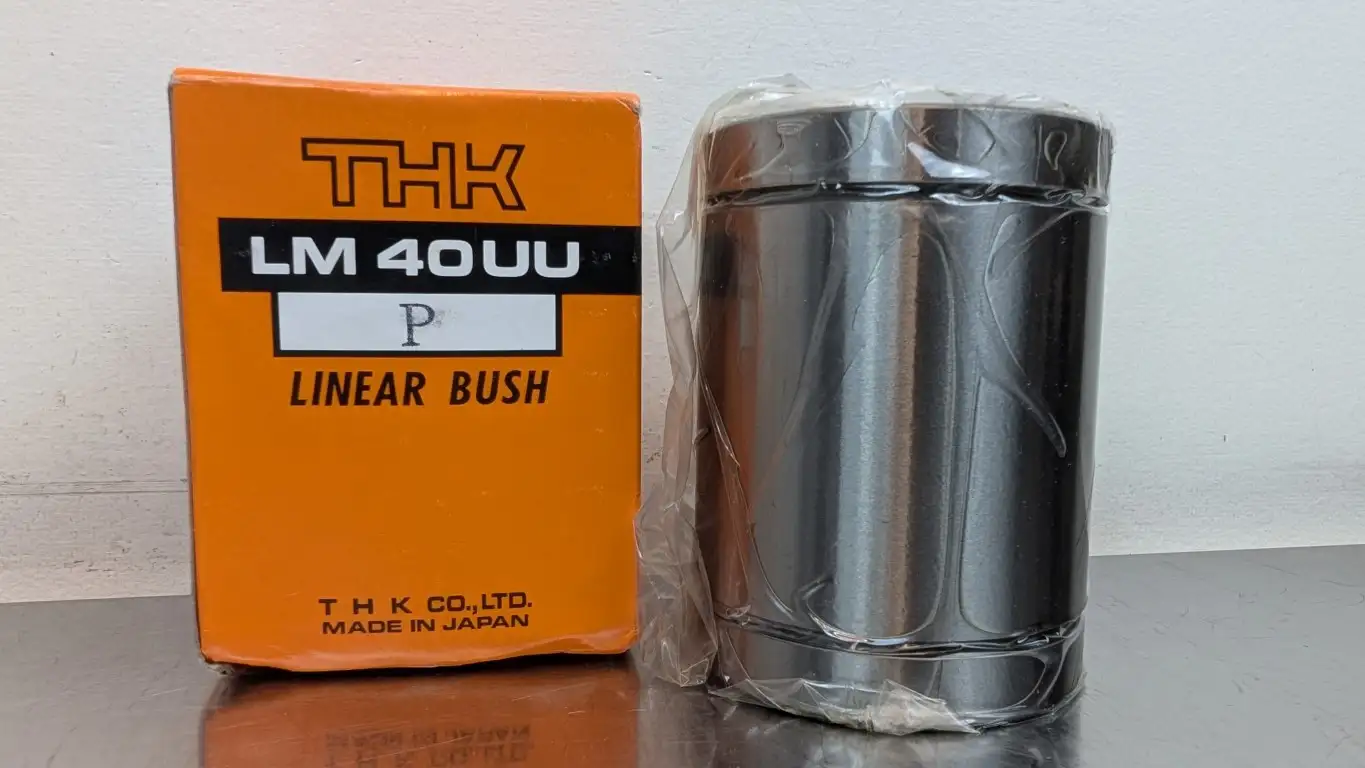 THK
LM 40UU
P
LINEAR BUSH
T H K CO.,LTD.
MADE IN JAPAN